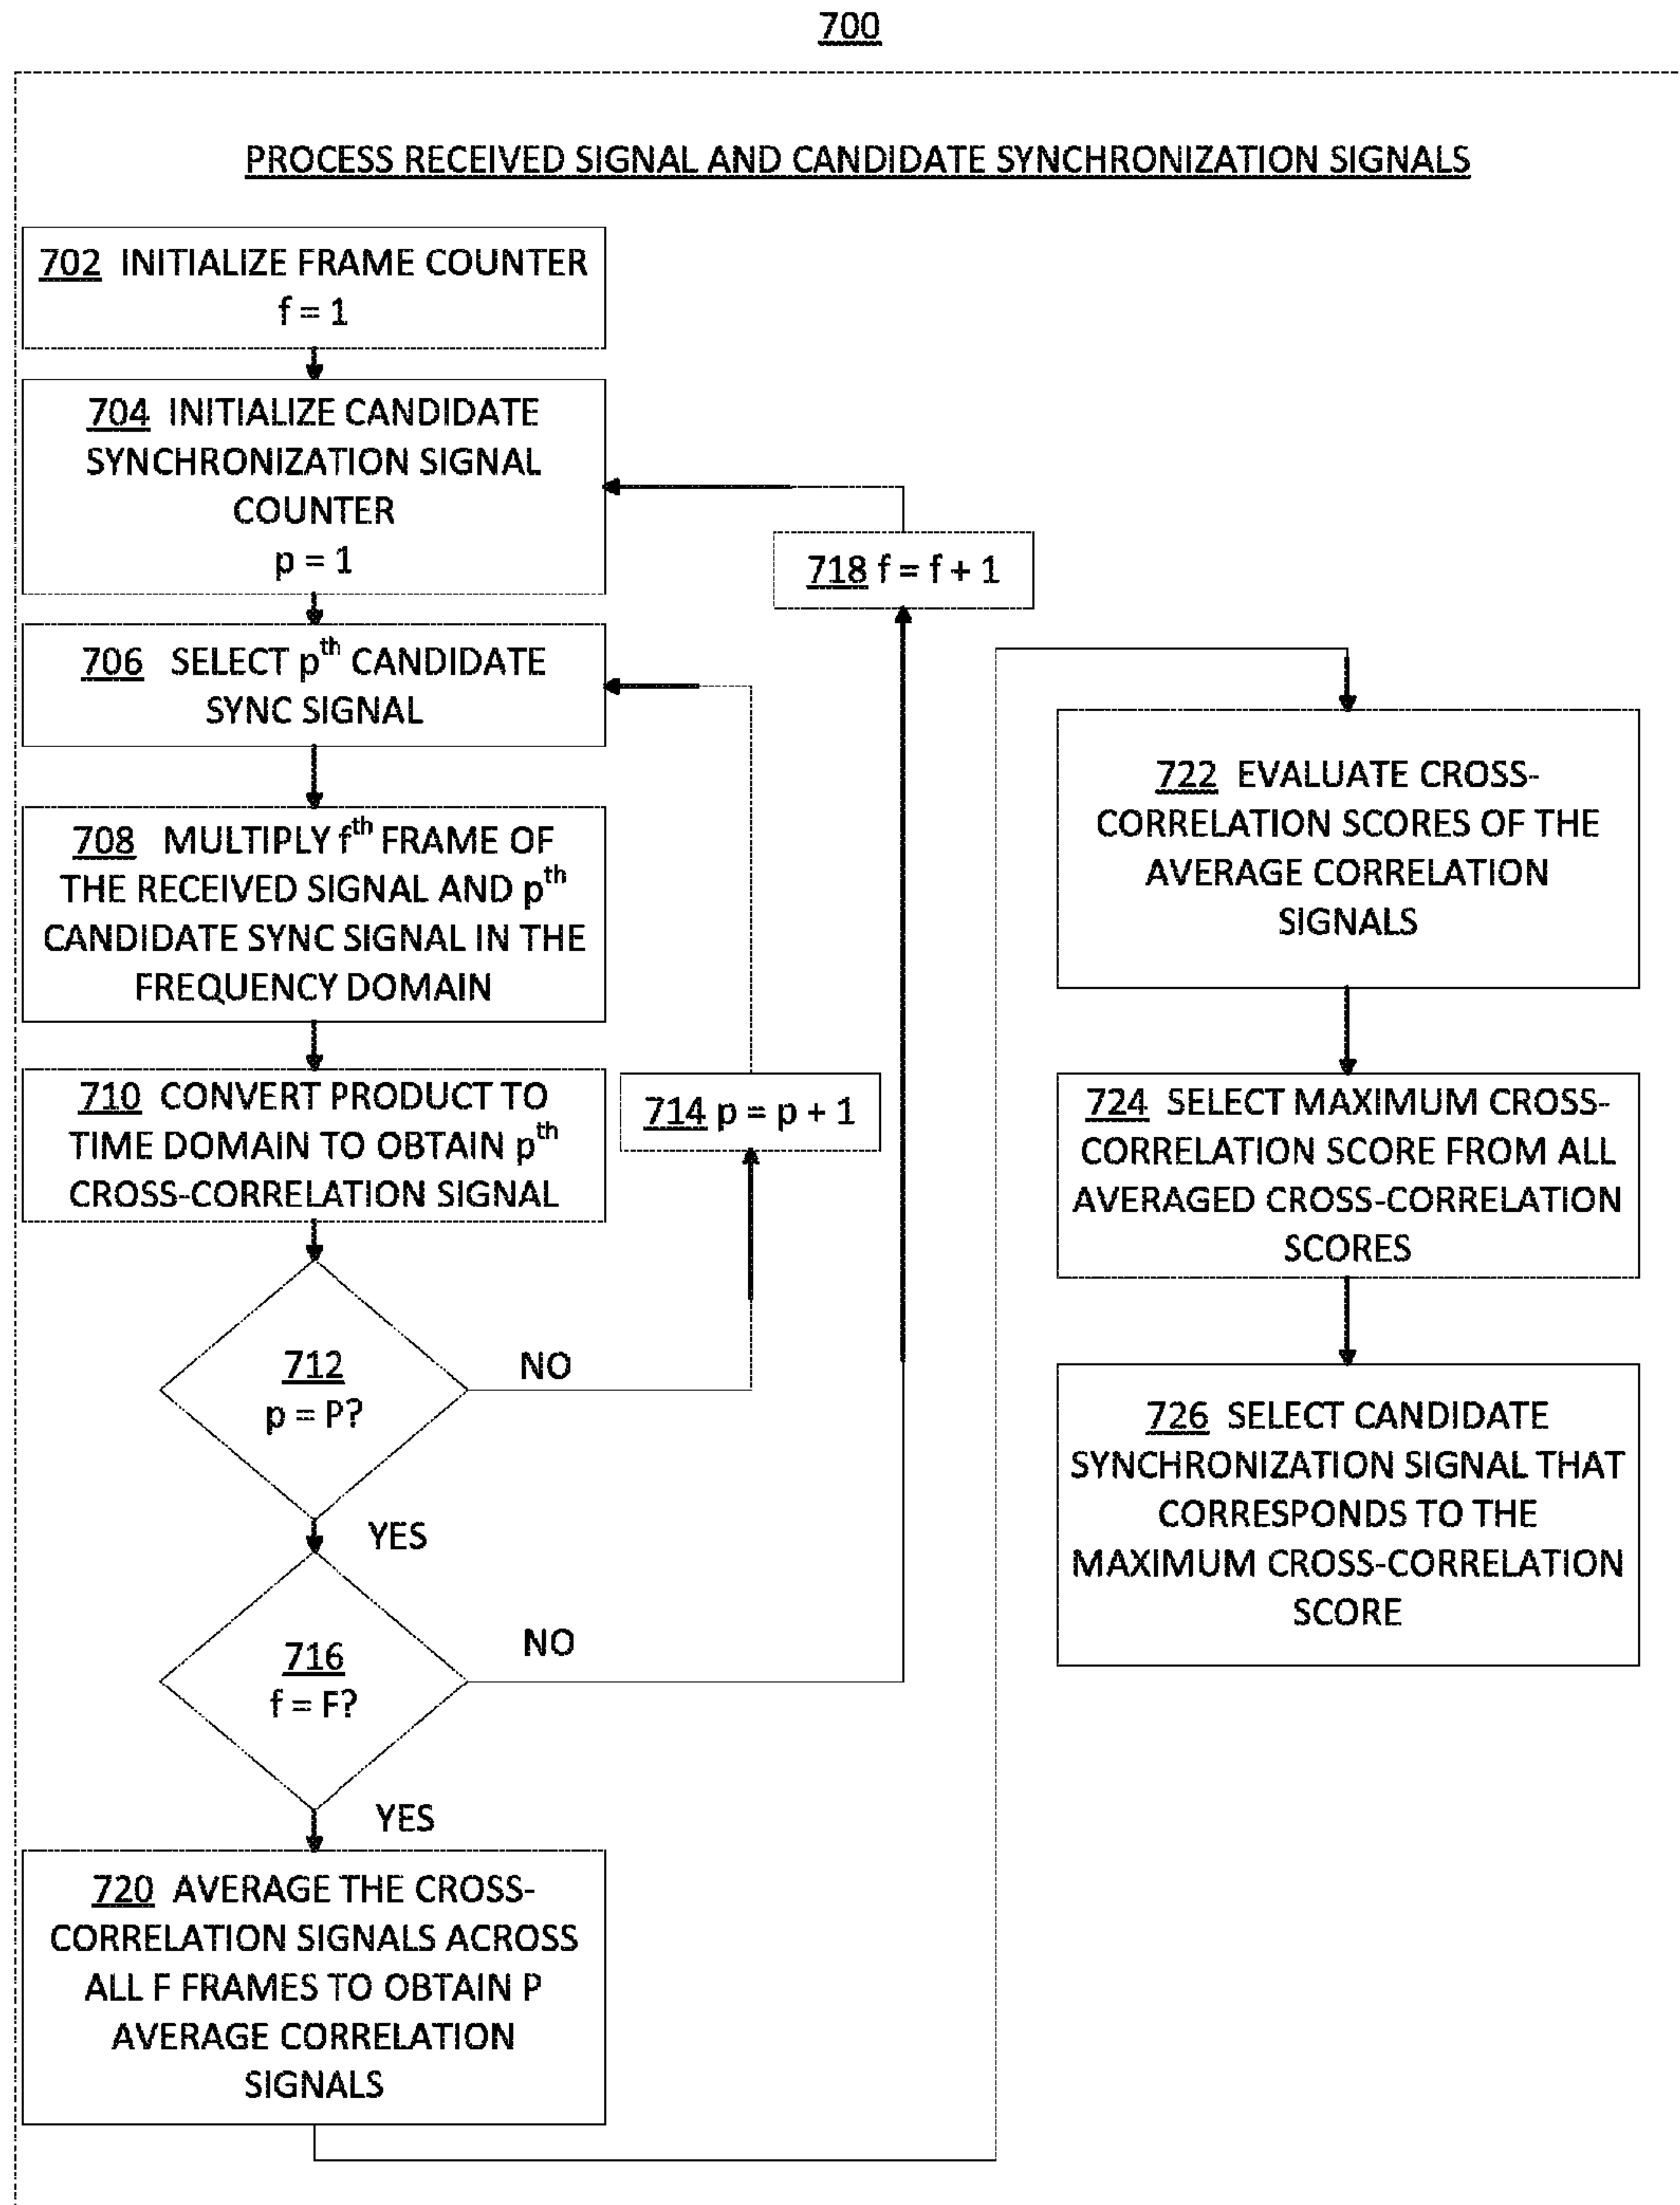 700
PROCESS RECEIVED SIGNAL AND CANDIDATE SYNCHRONIZATION SIGNALS
702 INITIALIZE FRAME COUNTER
f = 1
704 INITIALIZE CANDIDATE
SYNCHRONIZATION SIGNAL
COUNTER
p = 1
706 SELECT pth CANDIDATE
SYNC SIGNAL
708 MULTIPLY fth FRAME OF
THE RECEIVED SIGNAL AND pth
CANDIDATE SYNC SIGNAL IN THE
FREQUENCY DOMAIN
710 CONVERT PRODUCT TO
TIME DOMAIN TO OBTAIN pth
CROSS-CORRELATION SIGNAL
712
p = P?
NO
714 p = p + 1
YES
716
f = F?
NO
718 f = f + 1
YES
720 AVERAGE THE CROSS-
CORRELATION SIGNALS ACROSS
ALL F FRAMES TO OBTAIN P
AVERAGE CORRELATION
SIGNALS
722 EVALUATE CROSS-
CORRELATION SCORES OF THE
AVERAGE CORRELATION
SIGNALS
724 SELECT MAXIMUM CROSS-
CORRELATION SCORE FROM ALL
AVERAGED CROSS-CORRELATION
SCORES
726 SELECT CANDIDATE
SYNCHRONIZATION SIGNAL THAT
CORRESPONDS TO THE
MAXIMUM CROSS-CORRELATION
SCORE